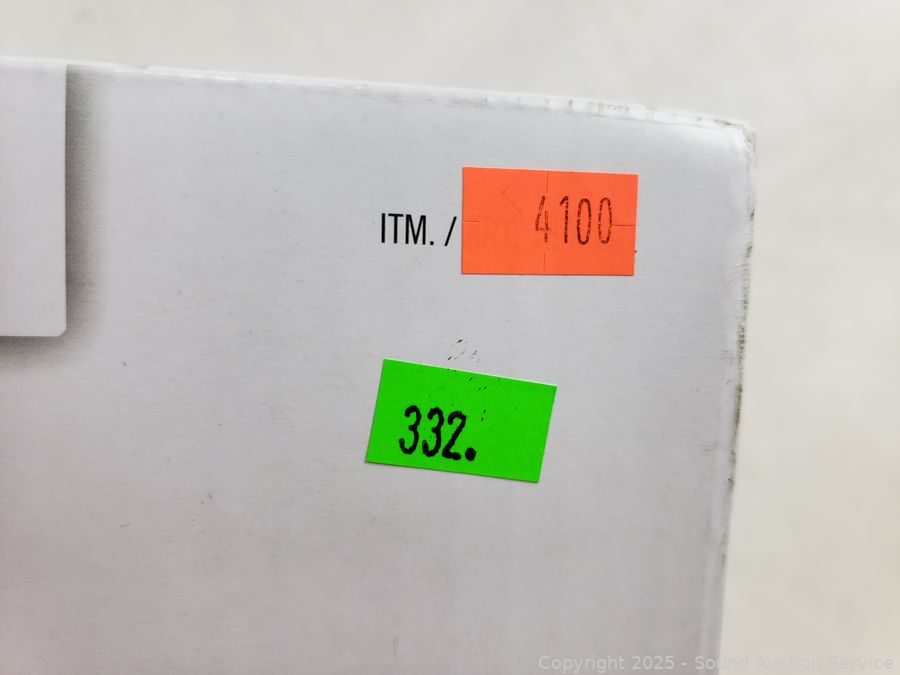 ITM. / 4100
332.
Copyright 2025 - Sound Auction Service